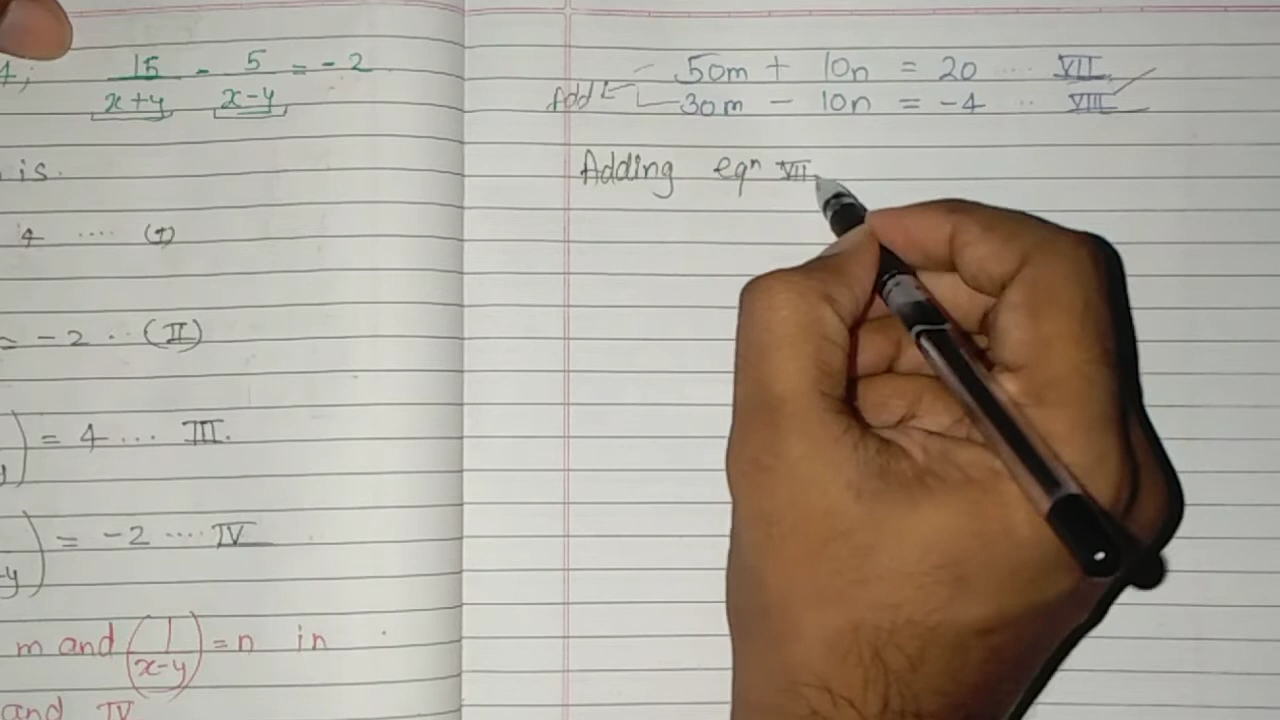 4; 15/x+y - 5/x-y = -2
is.
4 .... (I)
= -2 .. (II)
) = 4 ... III.
) = -2 .... IV
m and (1/x-y) = n in
and IV
50m + 10n = 20 ... VII
Add 30m - 10n = -4 .. VIII
Adding eqn VII